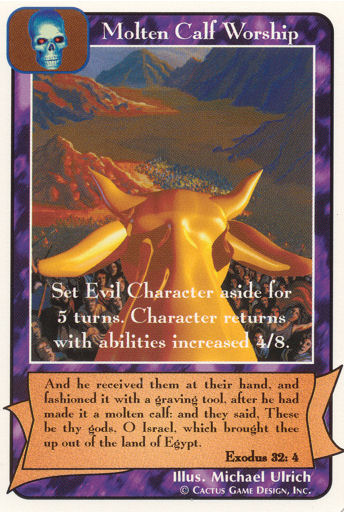 Molten Calf Worship
Set Evil Character aside for
5 turns. Character returns
with abilities increased 4/8.
And he received them at their hand, and
fashioned it with a graving tool, after he had
made it a molten calf: and they said, These
be thy gods, O Israel, which brought thee
up out of the land of Egypt.
Exodus 32: 4
Illus. Michael Ulrich
© Cactus Game Design, Inc.